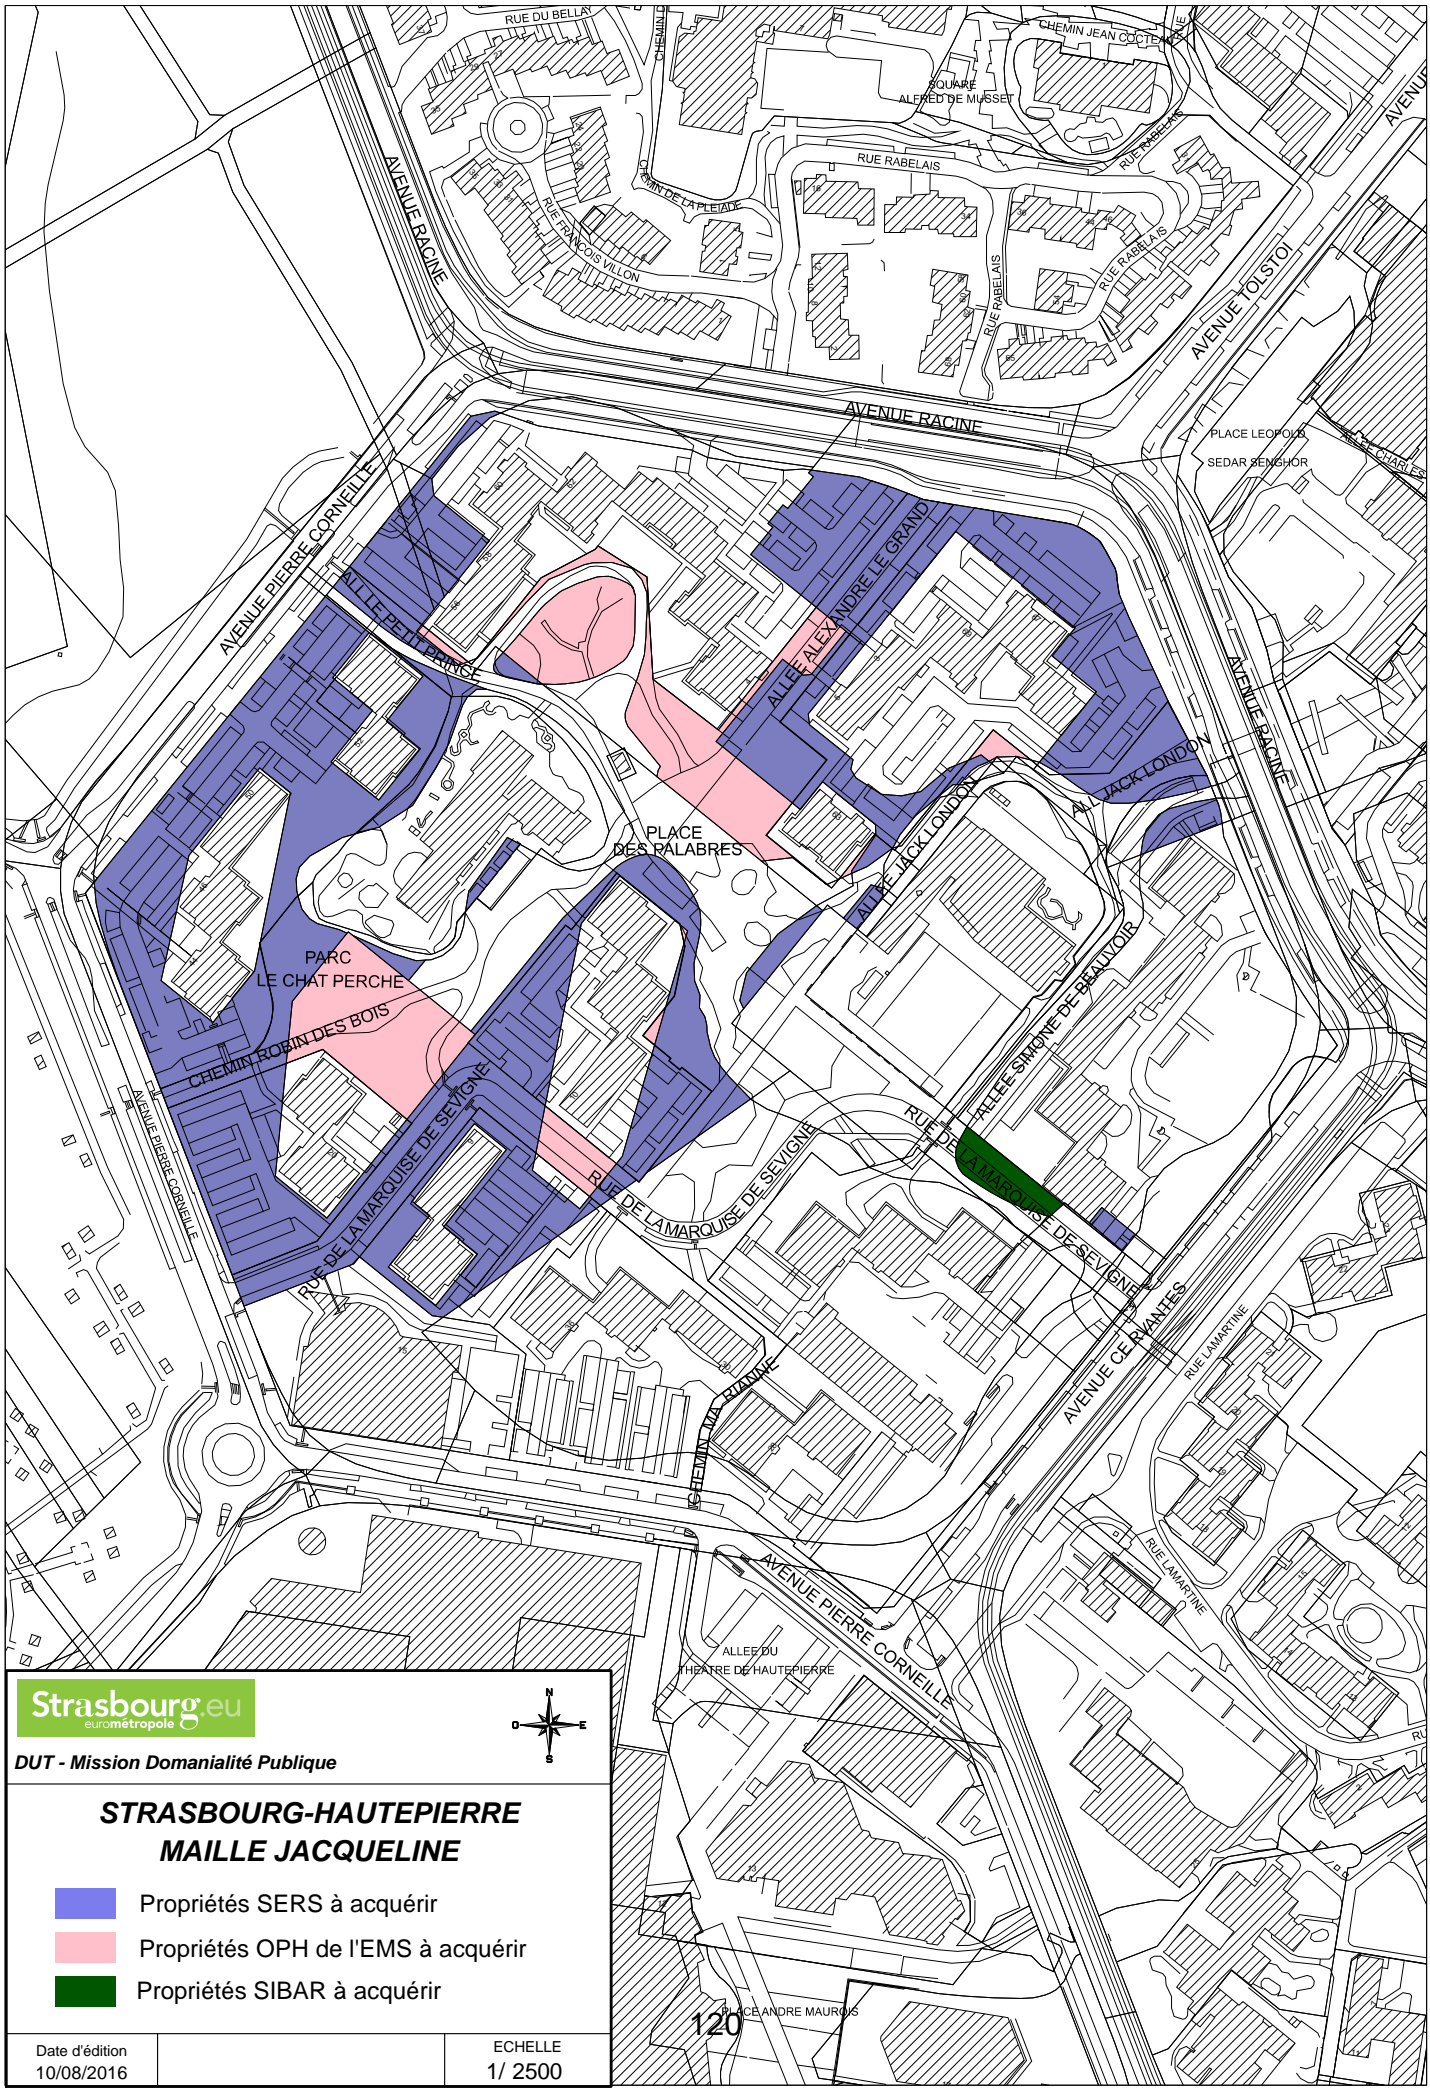 RUE DU BELLAY
CHEMIN JEAN COCTEAU
SQUARE
ALFRED DE MUSSET
AVENUE
RUE RABELAIS
RUE RABELAIS
CHEMIN DE LA PLEIADE
AVENUE RACINE
RUE FRANCOIS VILLON
RUE RABELAIS
RUE RABELAIS
AVENUE TOLSTOI
AVENUE RACINE
PLACE LEOPOLD
SEDAR SENGHOR
ALLEE CHARLES
AVENUE PIERRE CORNEILLE
ALLEE ALEXANDRE LE GRAND
ALLEE PETIT PRINCE
AVENUE RACINE
ALL JACK LONDON
ALLEE JACK LONDON
PLACE
DES PALABRES
PARC
LE CHAT PERCHE
CHEMIN ROBIN DES BOIS
ALLEE SIMONE DE BEAUVOIR
AVENUE PIERRE CORNEILLE
RUE DE LA MARQUISE DE SEVIGNE
RUE DE LA MARQUISE DE SEVIGNE
RUE DE LA MARQUISE DE SEVIGNE
AVENUE CERVANTES
RUE LAMARTINE
CHEMIN MARIANNE
RUE LAMARTINE
AVENUE PIERRE CORNEILLE
ALLEE DU
THEATRE DE HAUTEPIERRE
PLACE ANDRE MAUROIS
120
Strasbourg.eu
eurométropole
N
O E
S
DUT - Mission Domanialité Publique
STRASBOURG-HAUTEPIERRE
MAILLE JACQUELINE
Propriétés SERS à acquérir
Propriétés OPH de l'EMS à acquérir
Propriétés SIBAR à acquérir
Date d'édition
10/08/2016
ECHELLE
1/ 2500